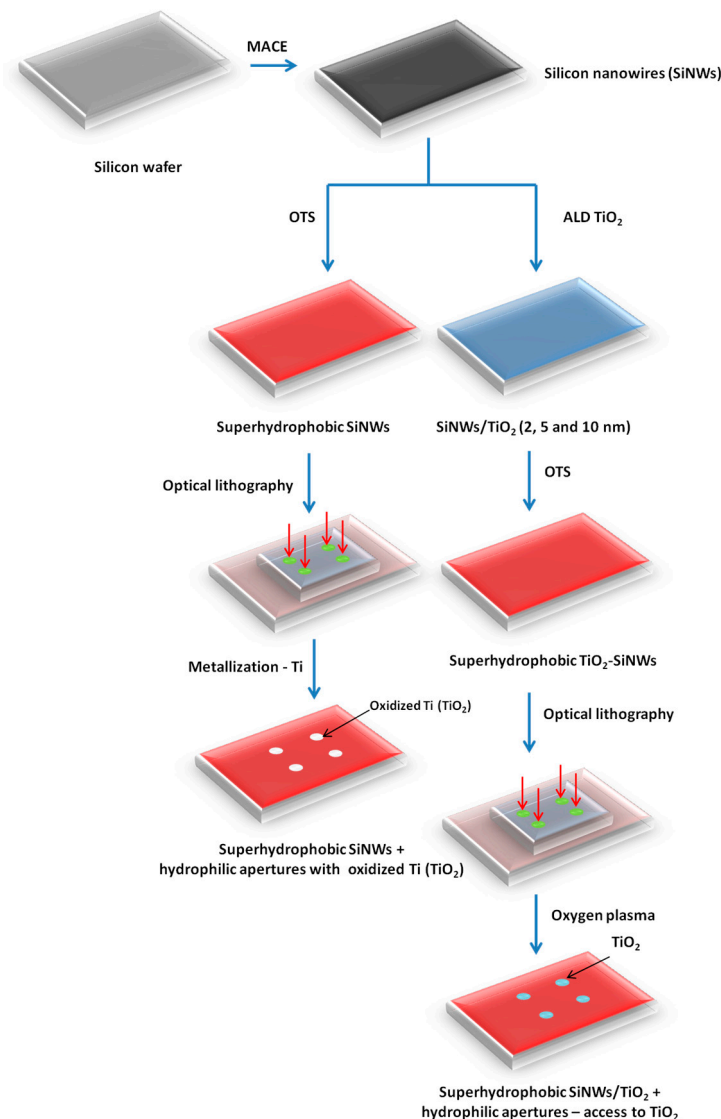 MACE
Silicon nanowires (SiNWs)
Silicon wafer
OTS
ALD TiO₂
Superhydrophobic SiNWs
SiNWs/TiO₂ (2, 5 and 10 nm)
Optical lithography
OTS
Metallization - Ti
Superhydrophobic TiO₂-SiNWs
Oxidized Ti (TiO₂)
Optical lithography
Superhydrophobic SiNWs +
hydrophilic apertures with oxidized Ti (TiO₂)
Oxygen plasma
TiO₂
Superhydrophobic SiNWs/TiO₂ +
hydrophilic apertures – access to TiO₂